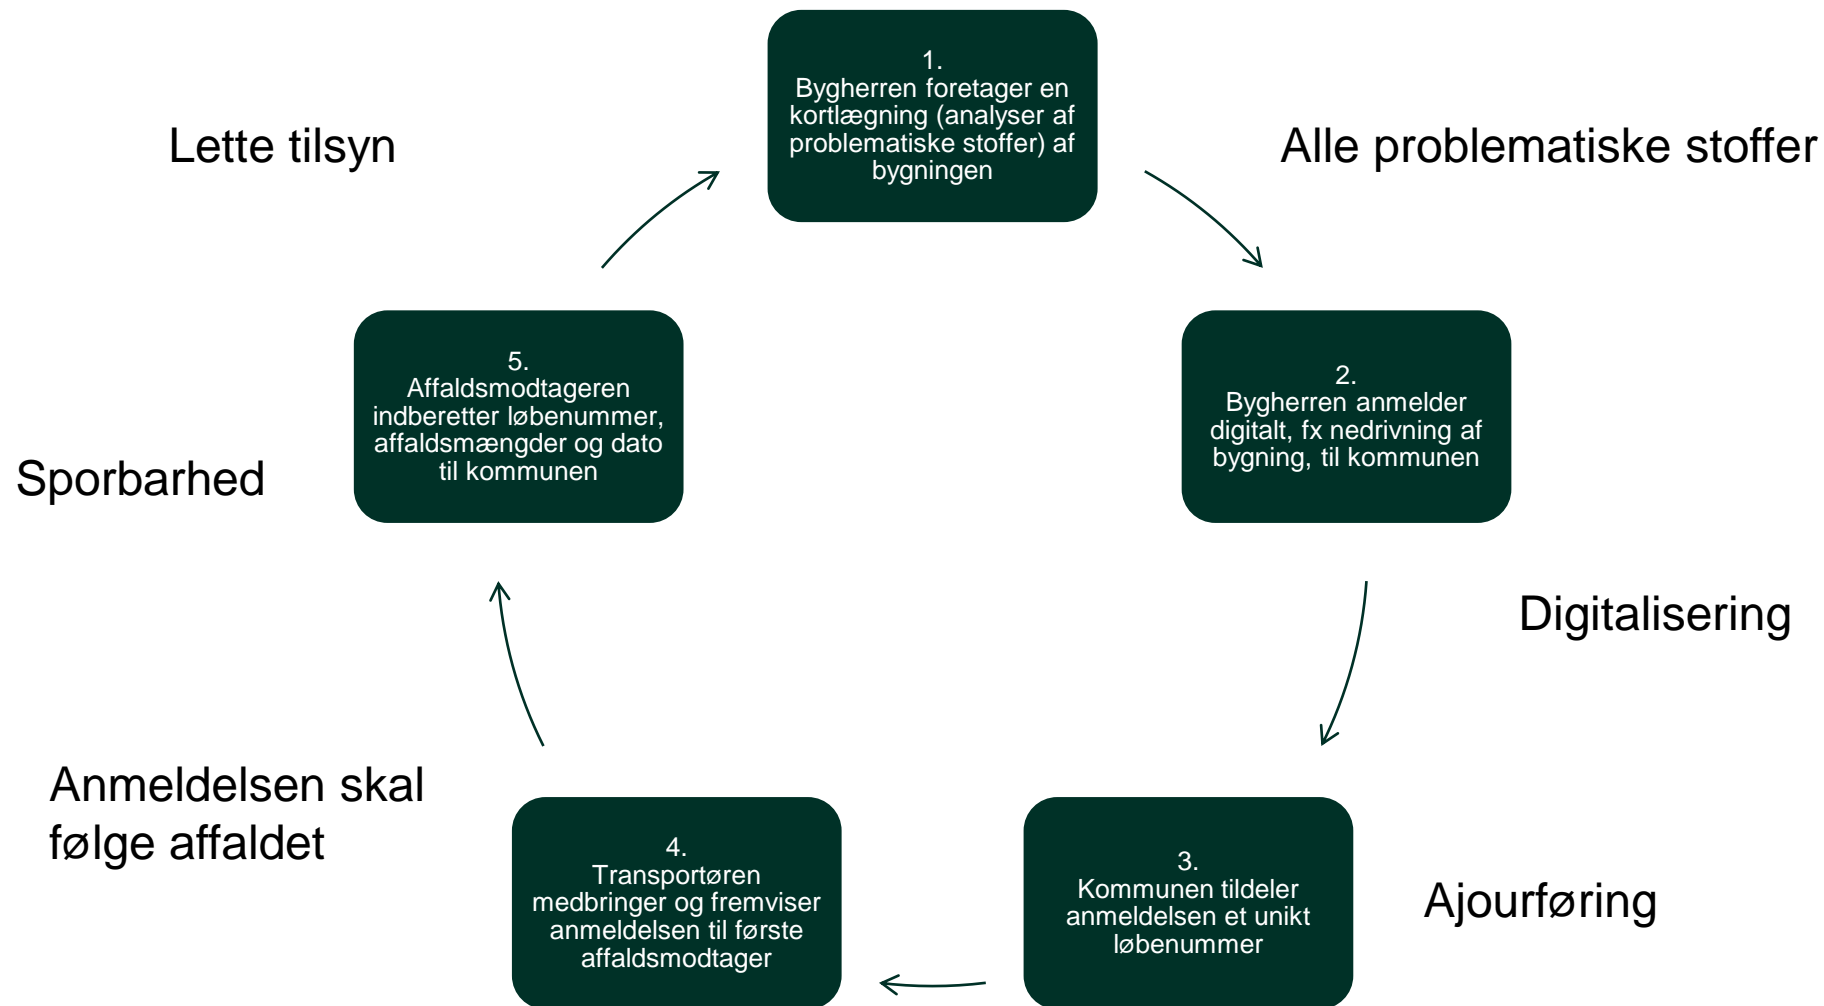 1.
Bygherren foretager en
kortlægning (analyser af
problematiske stoffer) af
bygningen
Lette tilsyn
Alle problematiske stoffer
5.
Affaldsmodtageren
indberetter løbenummer,
affaldsmængder og dato
til kommunen
2.
Bygherren anmelder
digitalt, fx nedrivning af
bygning, til kommunen
Sporbarhed
Digitalisering
Anmeldelsen skal
følge affaldet
4.
Transportøren
medbringer og fremviser
anmeldelsen til første
affaldsmodtager
3.
Kommunen tildeler
anmeldelsen et unikt
løbenummer
Ajourføring